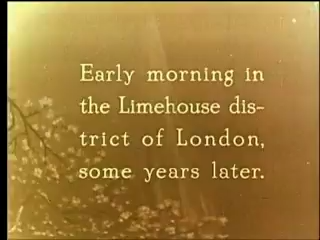 Early morning in
the Limehouse dis-
trict of London,
some years later.